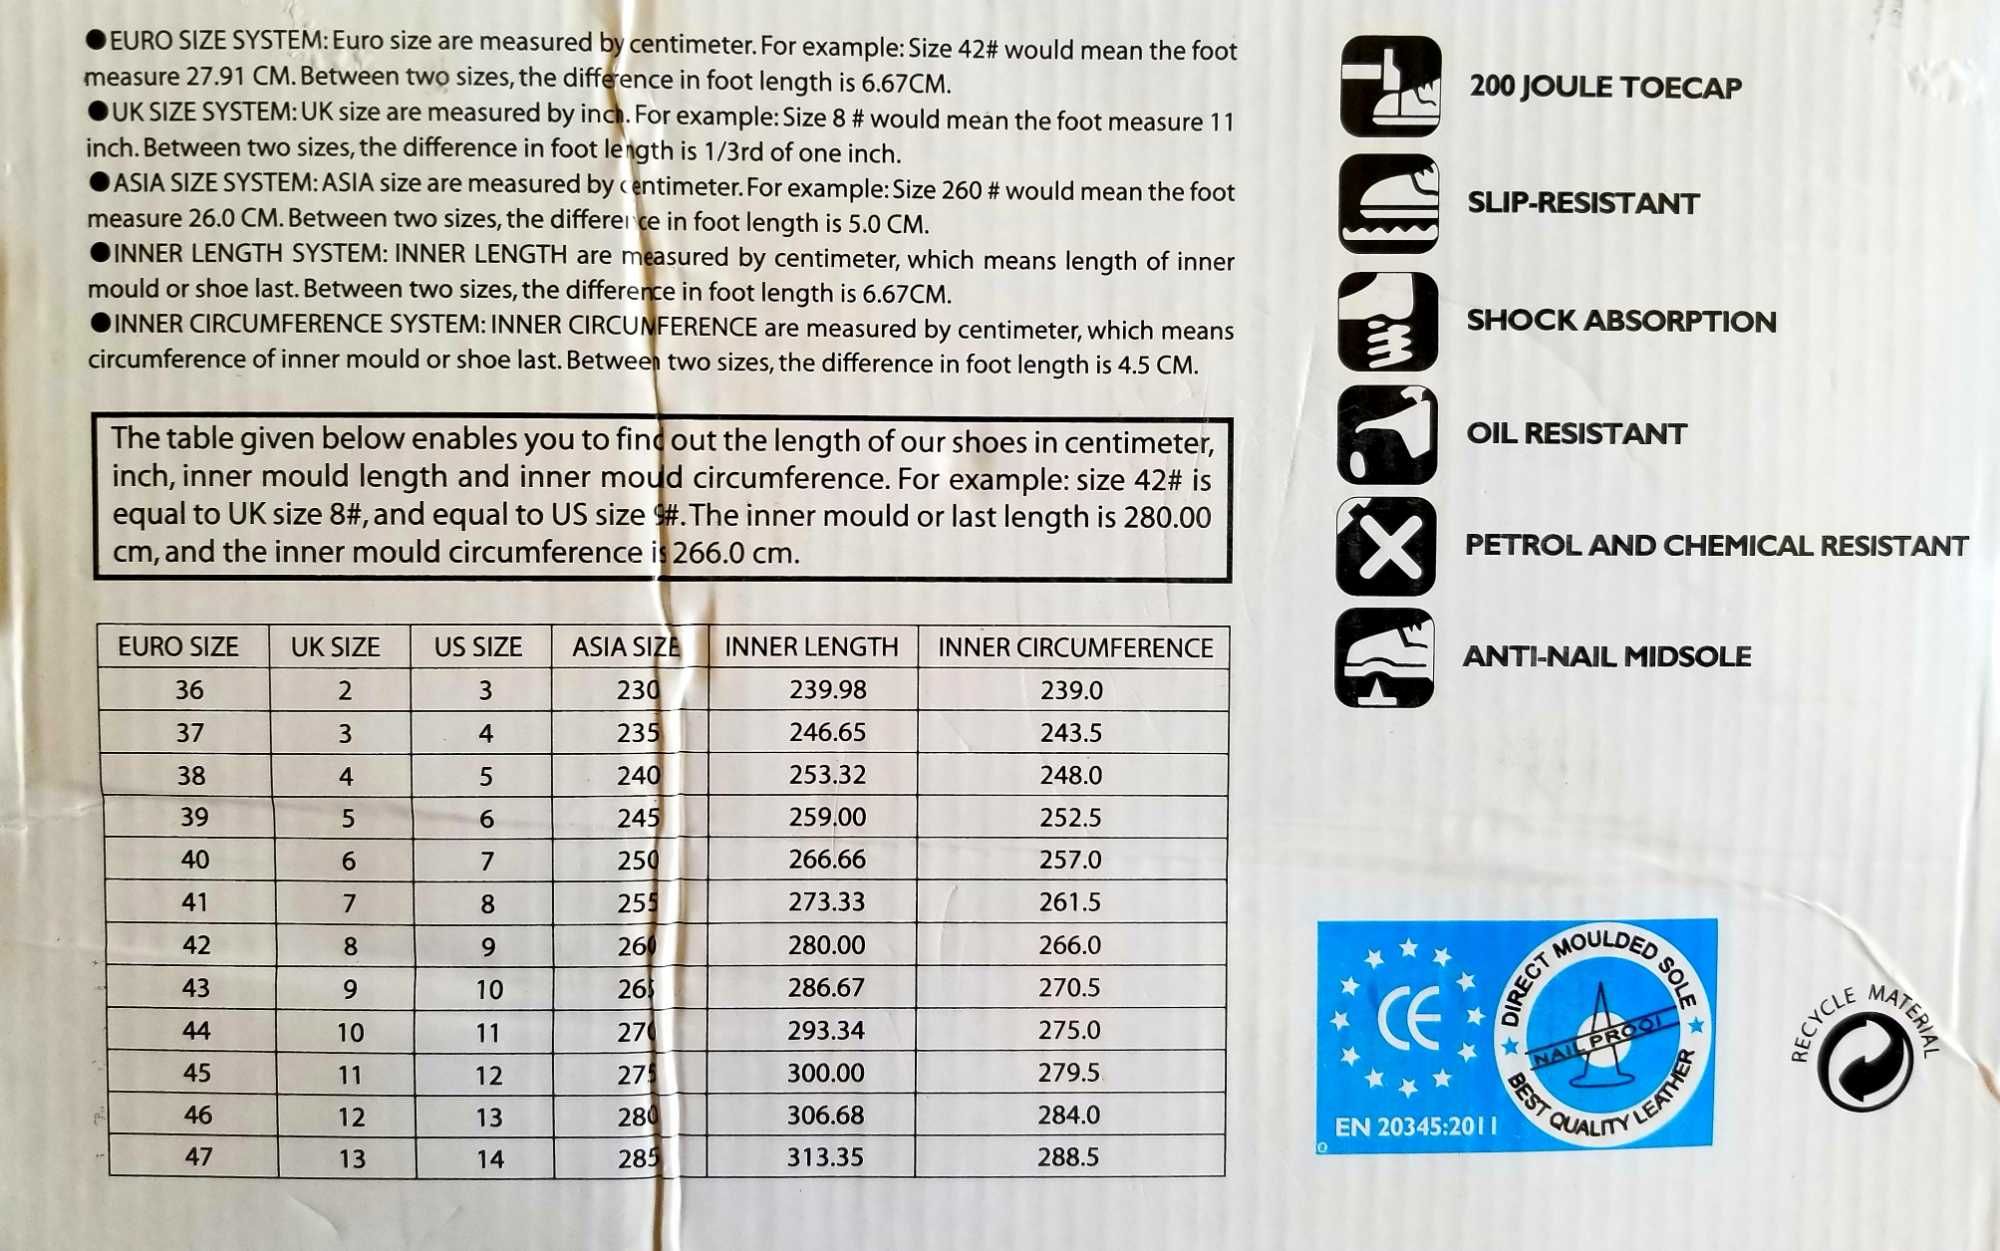 ●EURO SIZE SYSTEM: Euro size are measured by centimeter. For example: Size 42# would mean the foot
measure 27.91 CM. Between two sizes, the difference in foot length is 6.67CM.
●UK SIZE SYSTEM: UK size are measured by inch. For example: Size 8 # would mean the foot measure 11
inch. Between two sizes, the difference in foot length is 1/3rd of one inch.
●ASIA SIZE SYSTEM: ASIA size are measured by centimeter. For example: Size 260 # would mean the foot
measure 26.0 CM. Between two sizes, the difference in foot length is 5.0 CM.
●INNER LENGTH SYSTEM: INNER LENGTH are measured by centimeter, which means length of inner
mould or shoe last. Between two sizes, the difference in foot length is 6.67CM.
●INNER CIRCUMFERENCE SYSTEM: INNER CIRCUMFERENCE are measured by centimeter, which means
circumference of inner mould or shoe last. Between two sizes, the difference in foot length is 4.5 CM.
The table given below enables you to find out the length of our shoes in centimeter,
inch, inner mould length and inner mould circumference. For example: size 42# is
equal to UK size 8#, and equal to US size 9#. The inner mould or last length is 280.00
cm, and the inner mould circumference is 266.0 cm.
EURO SIZE UK SIZE US SIZE ASIA SIZE INNER LENGTH INNER CIRCUMFERENCE
36 2 3 230 239.98 239.0
37 3 4 235 246.65 243.5
38 4 5 240 253.32 248.0
39 5 6 245 259.00 252.5
40 6 7 250 266.66 257.0
41 7 8 255 273.33 261.5
42 8 9 260 280.00 266.0
43 9 10 265 286.67 270.5
44 10 11 270 293.34 275.0
45 11 12 275 300.00 279.5
46 12 13 280 306.68 284.0
47 13 14 285 313.35 288.5
200 JOULE TOECAP
SLIP-RESISTANT
SHOCK ABSORPTION
OIL RESISTANT
PETROL AND CHEMICAL RESISTANT
ANTI-NAIL MIDSOLE
CE
EN 20345:2011
DIRECT MOULDED SOLE
NAIL PROOF
BEST QUALITY LEATHER
RECYCLE MATERIAL